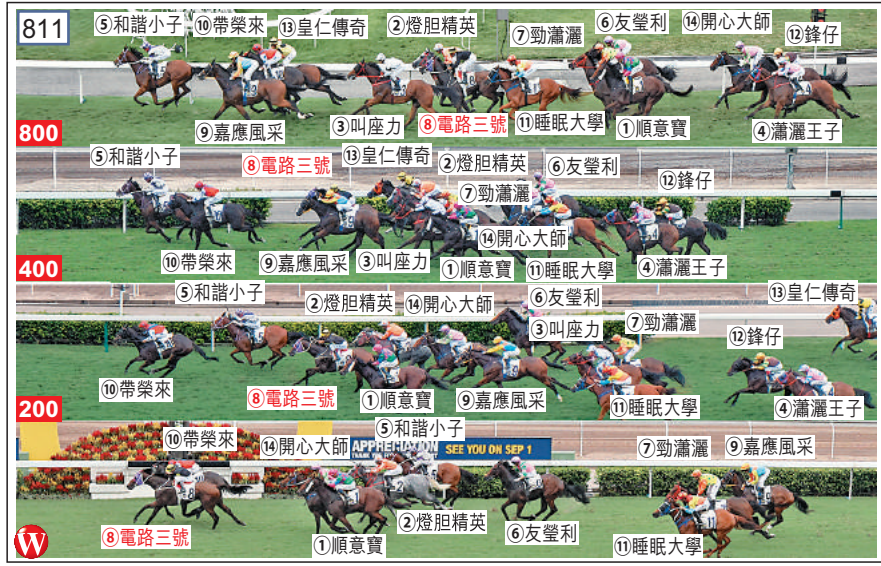 811
⑤和諧小子 ⑩帶榮來 ⑬皇仁傳奇 ②燈胆精英 ⑦勁瀟灑 ⑥友瑩利 ⑭開心大師 ⑫鋒仔
800
⑨嘉應風采 ③叫座力 ⑧電路三號 ⑪睡眠大學 ①順意寶 ④瀟灑王子
⑤和諧小子 ⑧電路三號 ⑬皇仁傳奇 ②燈胆精英 ⑦勁瀟灑 ⑥友瑩利 ⑫鋒仔
400
⑩帶榮來 ⑨嘉應風采 ③叫座力 ①順意寶 ⑭開心大師 ⑪睡眠大學 ④瀟灑王子
⑤和諧小子 ②燈胆精英 ⑭開心大師 ⑥友瑩利 ③叫座力 ⑦勁瀟灑 ⑫鋒仔 ⑬皇仁傳奇
200
⑩帶榮來 ⑧電路三號 ①順意寶 ⑨嘉應風采 ⑪睡眠大學 ④瀟灑王子
⑩帶榮來 ⑭開心大師 ⑤和諧小子 ⑦勁瀟灑 ⑨嘉應風采
APPRECIATION SEE YOU ON SEP 1
W
⑧電路三號 ①順意寶 ②燈胆精英 ⑥友瑩利 ⑪睡眠大學